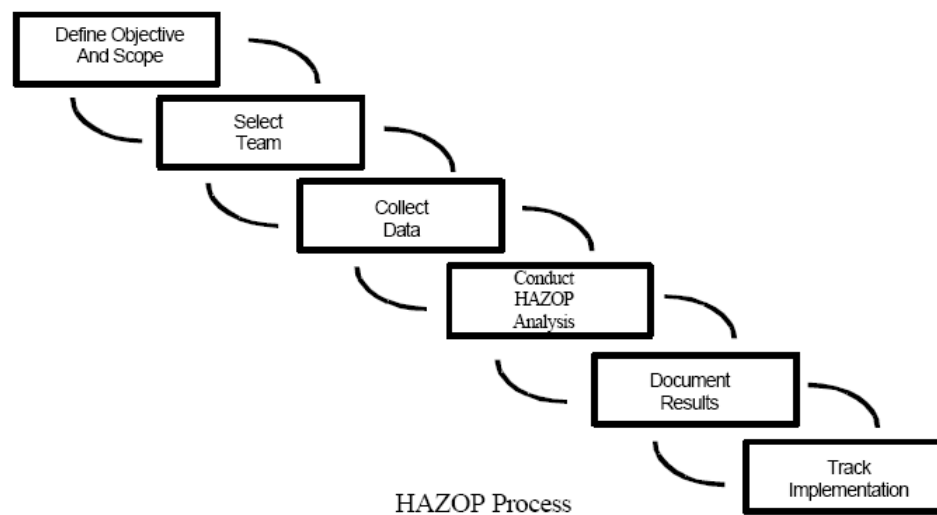 Define Objective
And Scope
Select
Team
Collect
Data
Conduct
HAZOP
Analysis
Document
Results
Track
Implementation
HAZOP Process